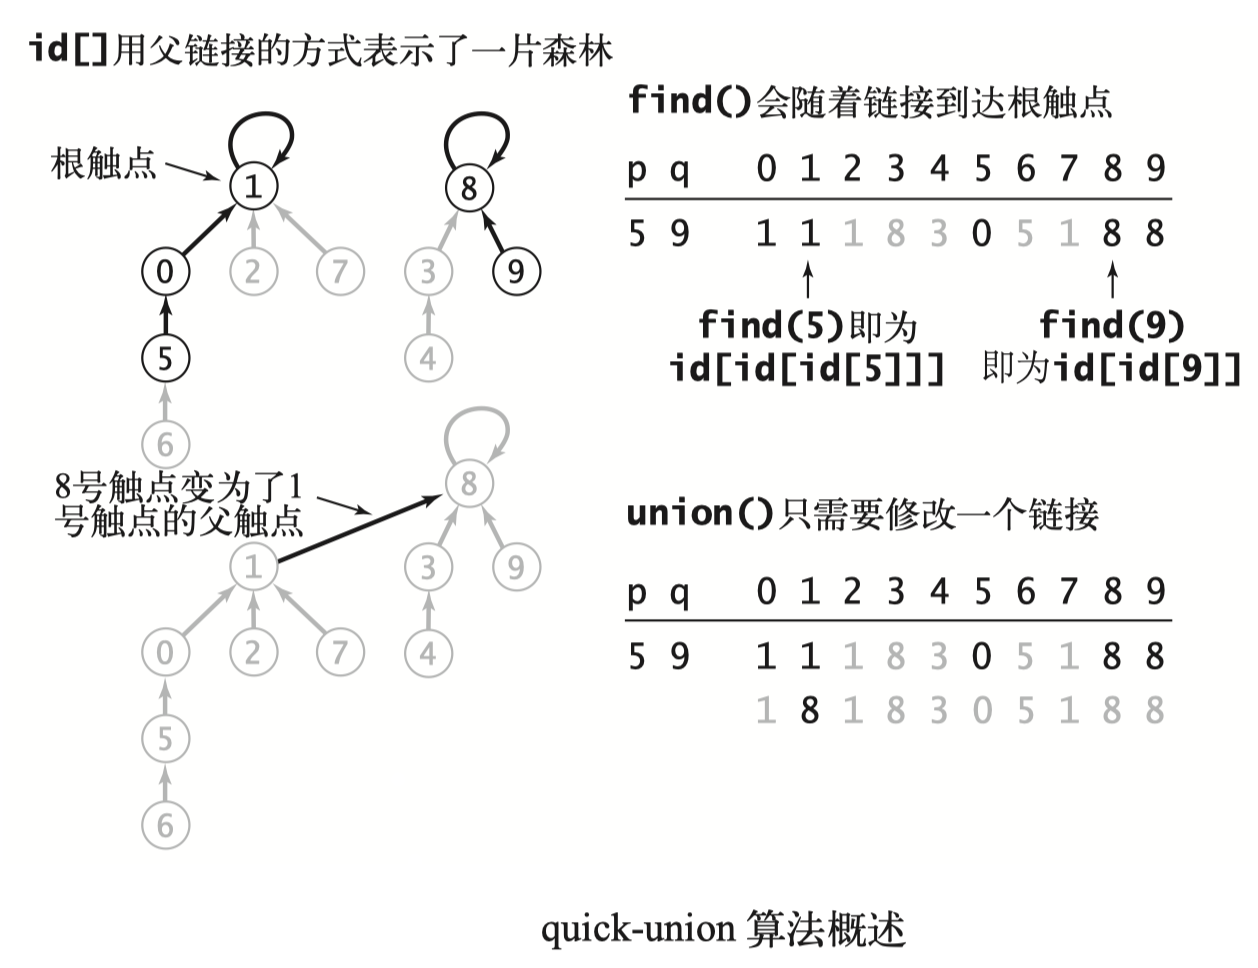 id[]用父链接的方式表示了一片森林
根触点
1
8
0
2
7
3
9
5
4
6
find()会随着链接到达根触点
p q 0 1 2 3 4 5 6 7 8 9
5 9 1 1 1 8 3 0 5 1 8 8
find(5)即为
id[id[id[5]]]
find(9)
即为id[id[9]]
8号触点变为了1
号触点的父触点
8
1
3
9
0
2
7
4
5
6
union()只需要修改一个链接
p q 0 1 2 3 4 5 6 7 8 9
5 9 1 1 1 8 3 0 5 1 8 8
1 8 1 8 3 0 5 1 8 8
quick-union 算法概述